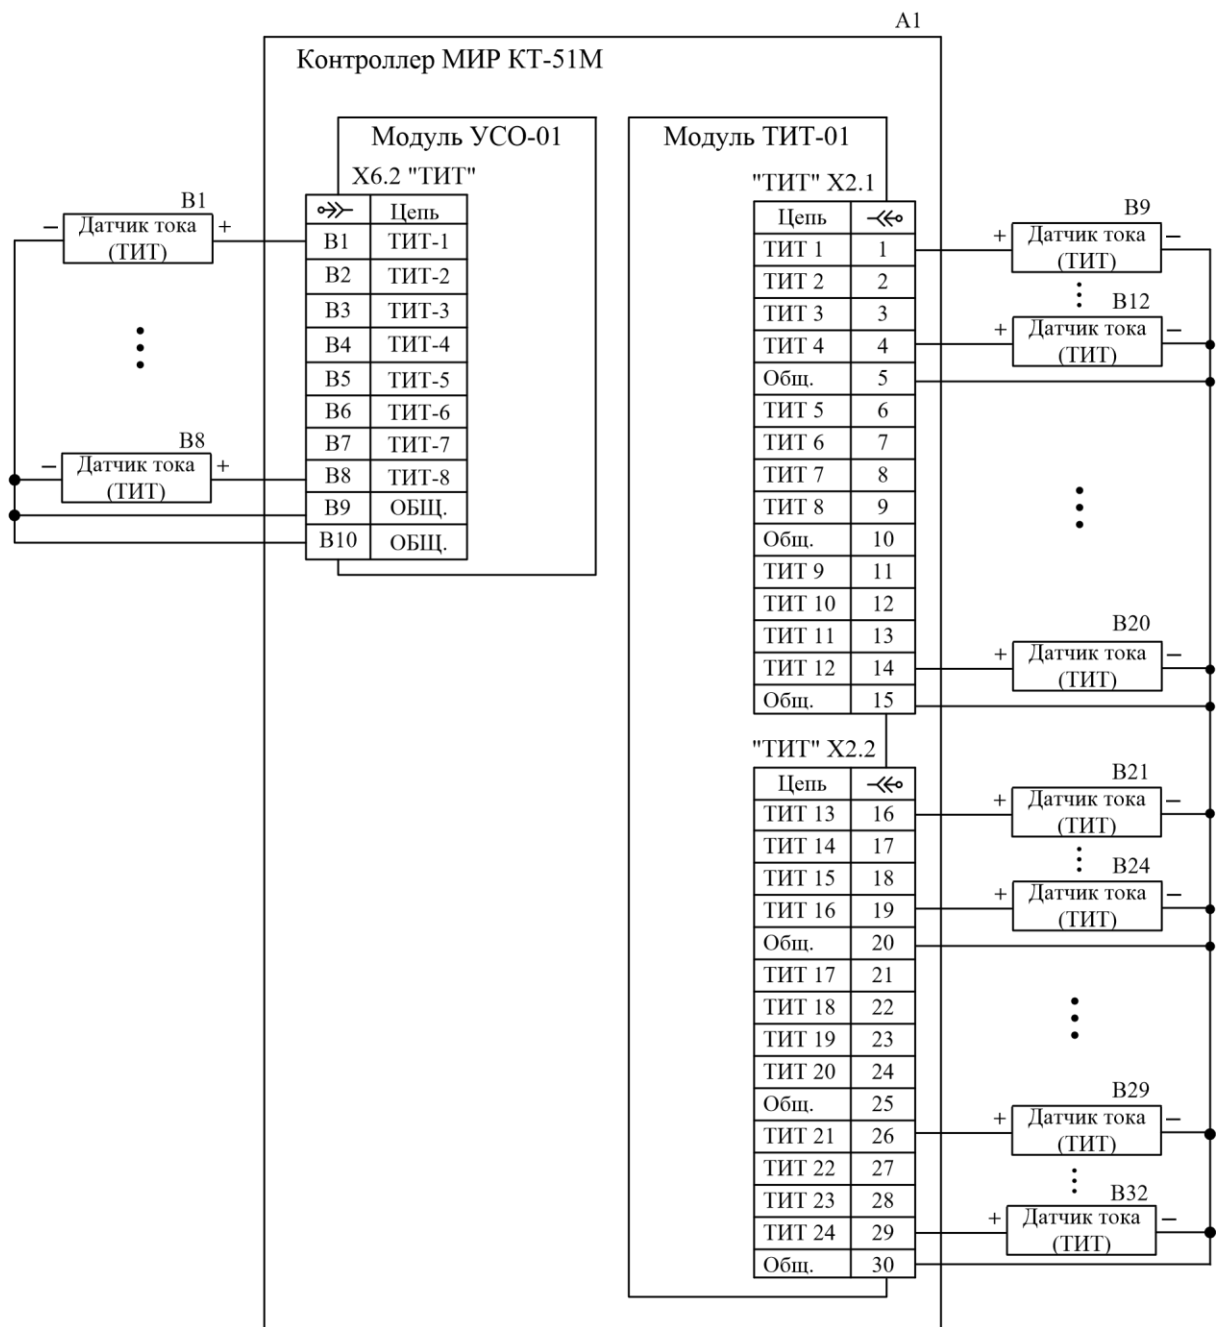 A1
Контроллер МИР КТ-51М
Модуль УСО-01
X6.2 "ТИТ"
Цепь
B1 ТИТ-1
B2 ТИТ-2
B3 ТИТ-3
B4 ТИТ-4
B5 ТИТ-5
B6 ТИТ-6
B7 ТИТ-7
B8 ТИТ-8
B9 ОБЩ.
B10 ОБЩ.
B1
− Датчик тока +
(ТИТ)
B8
− Датчик тока +
(ТИТ)
Модуль ТИТ-01
"ТИТ" X2.1
Цепь
ТИТ 1 1
ТИТ 2 2
ТИТ 3 3
ТИТ 4 4
Общ. 5
ТИТ 5 6
ТИТ 6 7
ТИТ 7 8
ТИТ 8 9
Общ. 10
ТИТ 9 11
ТИТ 10 12
ТИТ 11 13
ТИТ 12 14
Общ. 15
"ТИТ" X2.2
Цепь
ТИТ 13 16
ТИТ 14 17
ТИТ 15 18
ТИТ 16 19
Общ. 20
ТИТ 17 21
ТИТ 18 22
ТИТ 19 23
ТИТ 20 24
Общ. 25
ТИТ 21 26
ТИТ 22 27
ТИТ 23 28
ТИТ 24 29
Общ. 30
B9
+ Датчик тока −
(ТИТ)
B12
+ Датчик тока −
(ТИТ)
B20
+ Датчик тока −
(ТИТ)
B21
+ Датчик тока −
(ТИТ)
B24
+ Датчик тока −
(ТИТ)
B29
+ Датчик тока −
(ТИТ)
B32
+ Датчик тока −
(ТИТ)